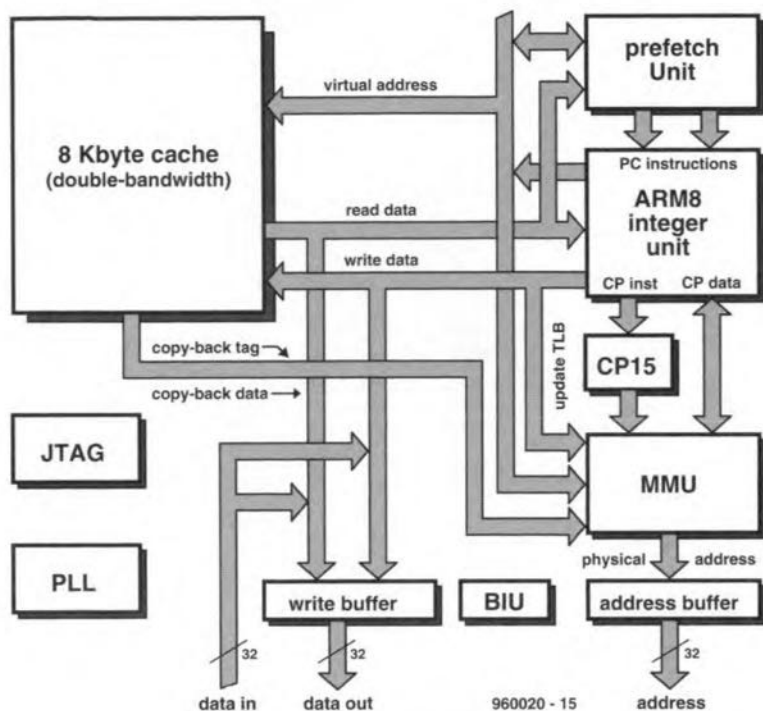 prefetch
Unit
virtual address
8 Kbyte cache
(double-bandwidth)
PC instructions
ARM8
integer
unit
read data
write data
CP inst
CP data
update TLB
copy-back tag
CP15
copy-back data
JTAG
MMU
physical
address
PLL
write buffer
BIU
address buffer
32
32
32
data in
data out
960020 - 15
address